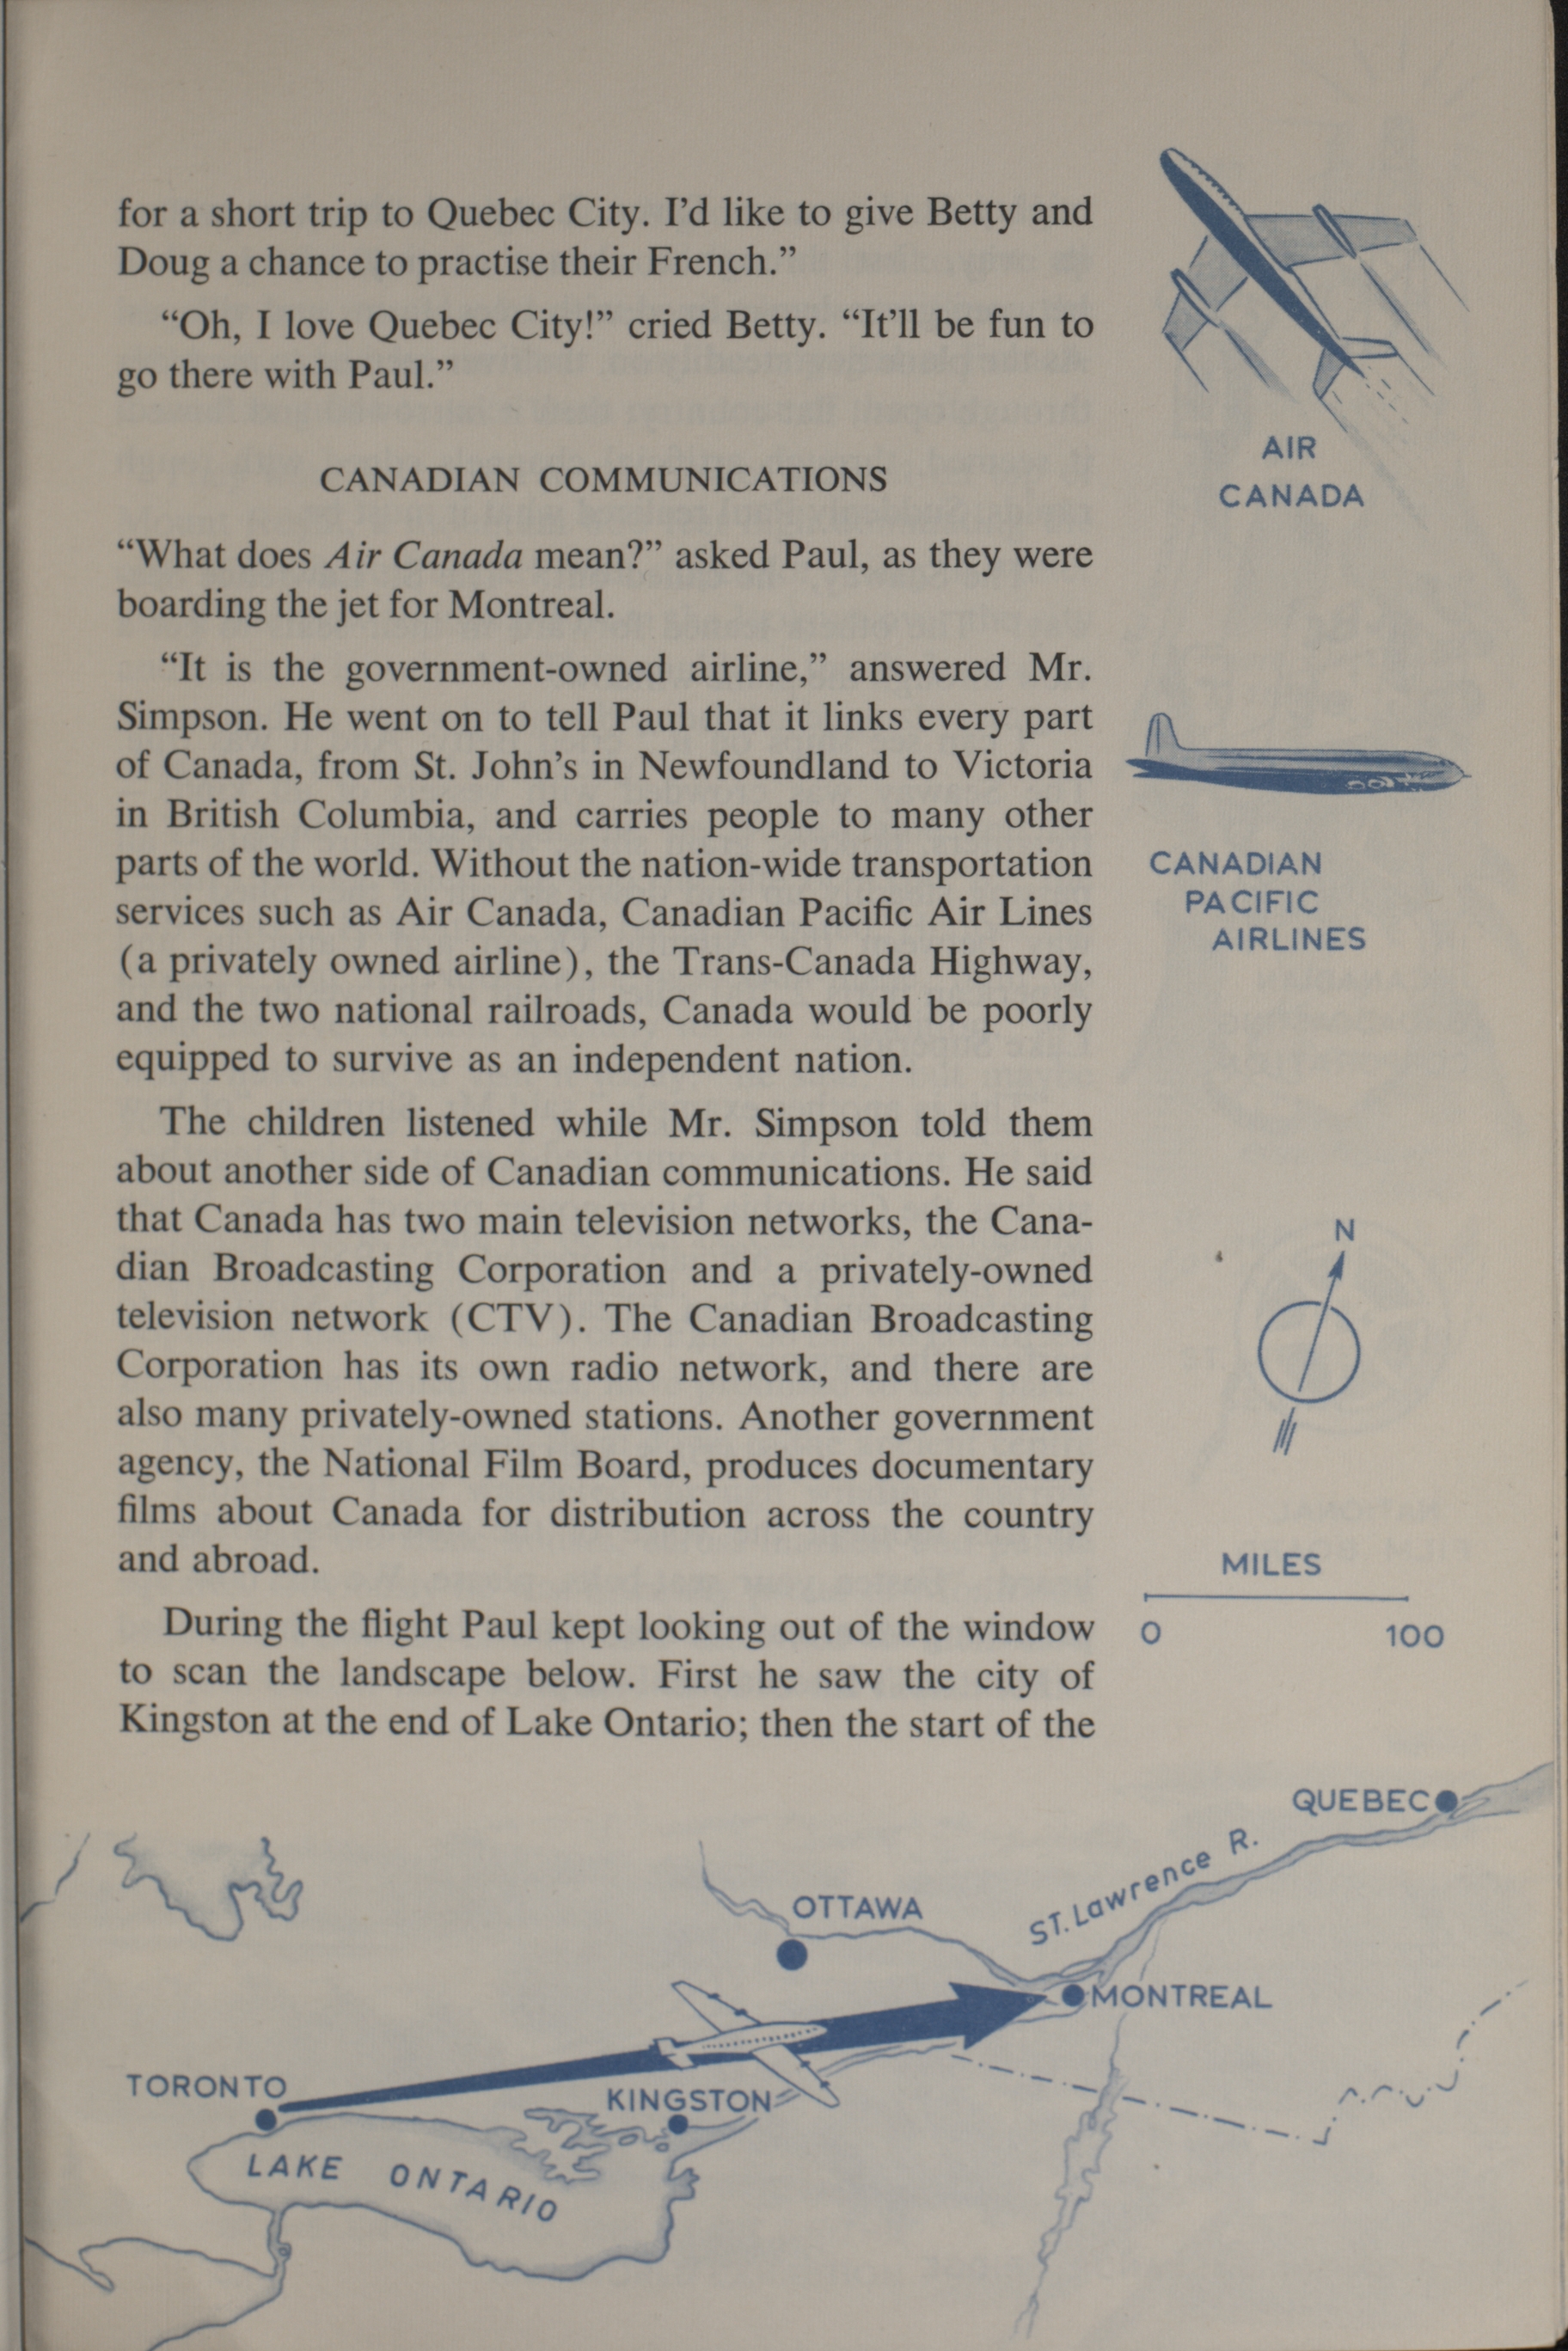 for a short trip to Quebec City. I'd like to give Betty and
Doug a chance to practise their French.”
“Oh, I love Quebec City!” cried Betty. “It'll be fun to
go there with Paul.”
CANADIAN COMMUNICATIONS
“What does Air Canada mean?” asked Paul, as they were
boarding the jet for Montreal.
“It is the government-owned airline,” answered Mr.
Simpson. He went on to tell Paul that it links every part
of Canada, from St. John's in Newfoundland to Victoria
in British Columbia, and carries people to many other
parts of the world. Without the nation-wide transportation
services such as Air Canada, Canadian Pacific Air Lines
(a privately owned airline), the Trans-Canada Highway,
and the two national railroads, Canada would be poorly
equipped to survive as an independent nation.
The children listened while Mr. Simpson told them
about another side of Canadian communications. He said
that Canada has two main television networks, the Cana-
dian Broadcasting Corporation and a privately-owned
television network (CTV). The Canadian Broadcasting
Corporation has its own radio network, and there are
also many privately-owned stations. Another government
agency, the National Film Board, produces documentary
films about Canada for distribution across the country
and abroad.
During the flight Paul kept looking out of the window
to scan the landscape below. First he saw the city of
Kingston at the end of Lake Ontario; then the start of the
AIR
CANADA
CANADIAN
PACIFIC
AIRLINES
N
MILES
0 100
QUEBEC
ST. Lawrence R.
OTTAWA
MONTREAL
TORONTO
KINGSTON
LAKE ONTARIO